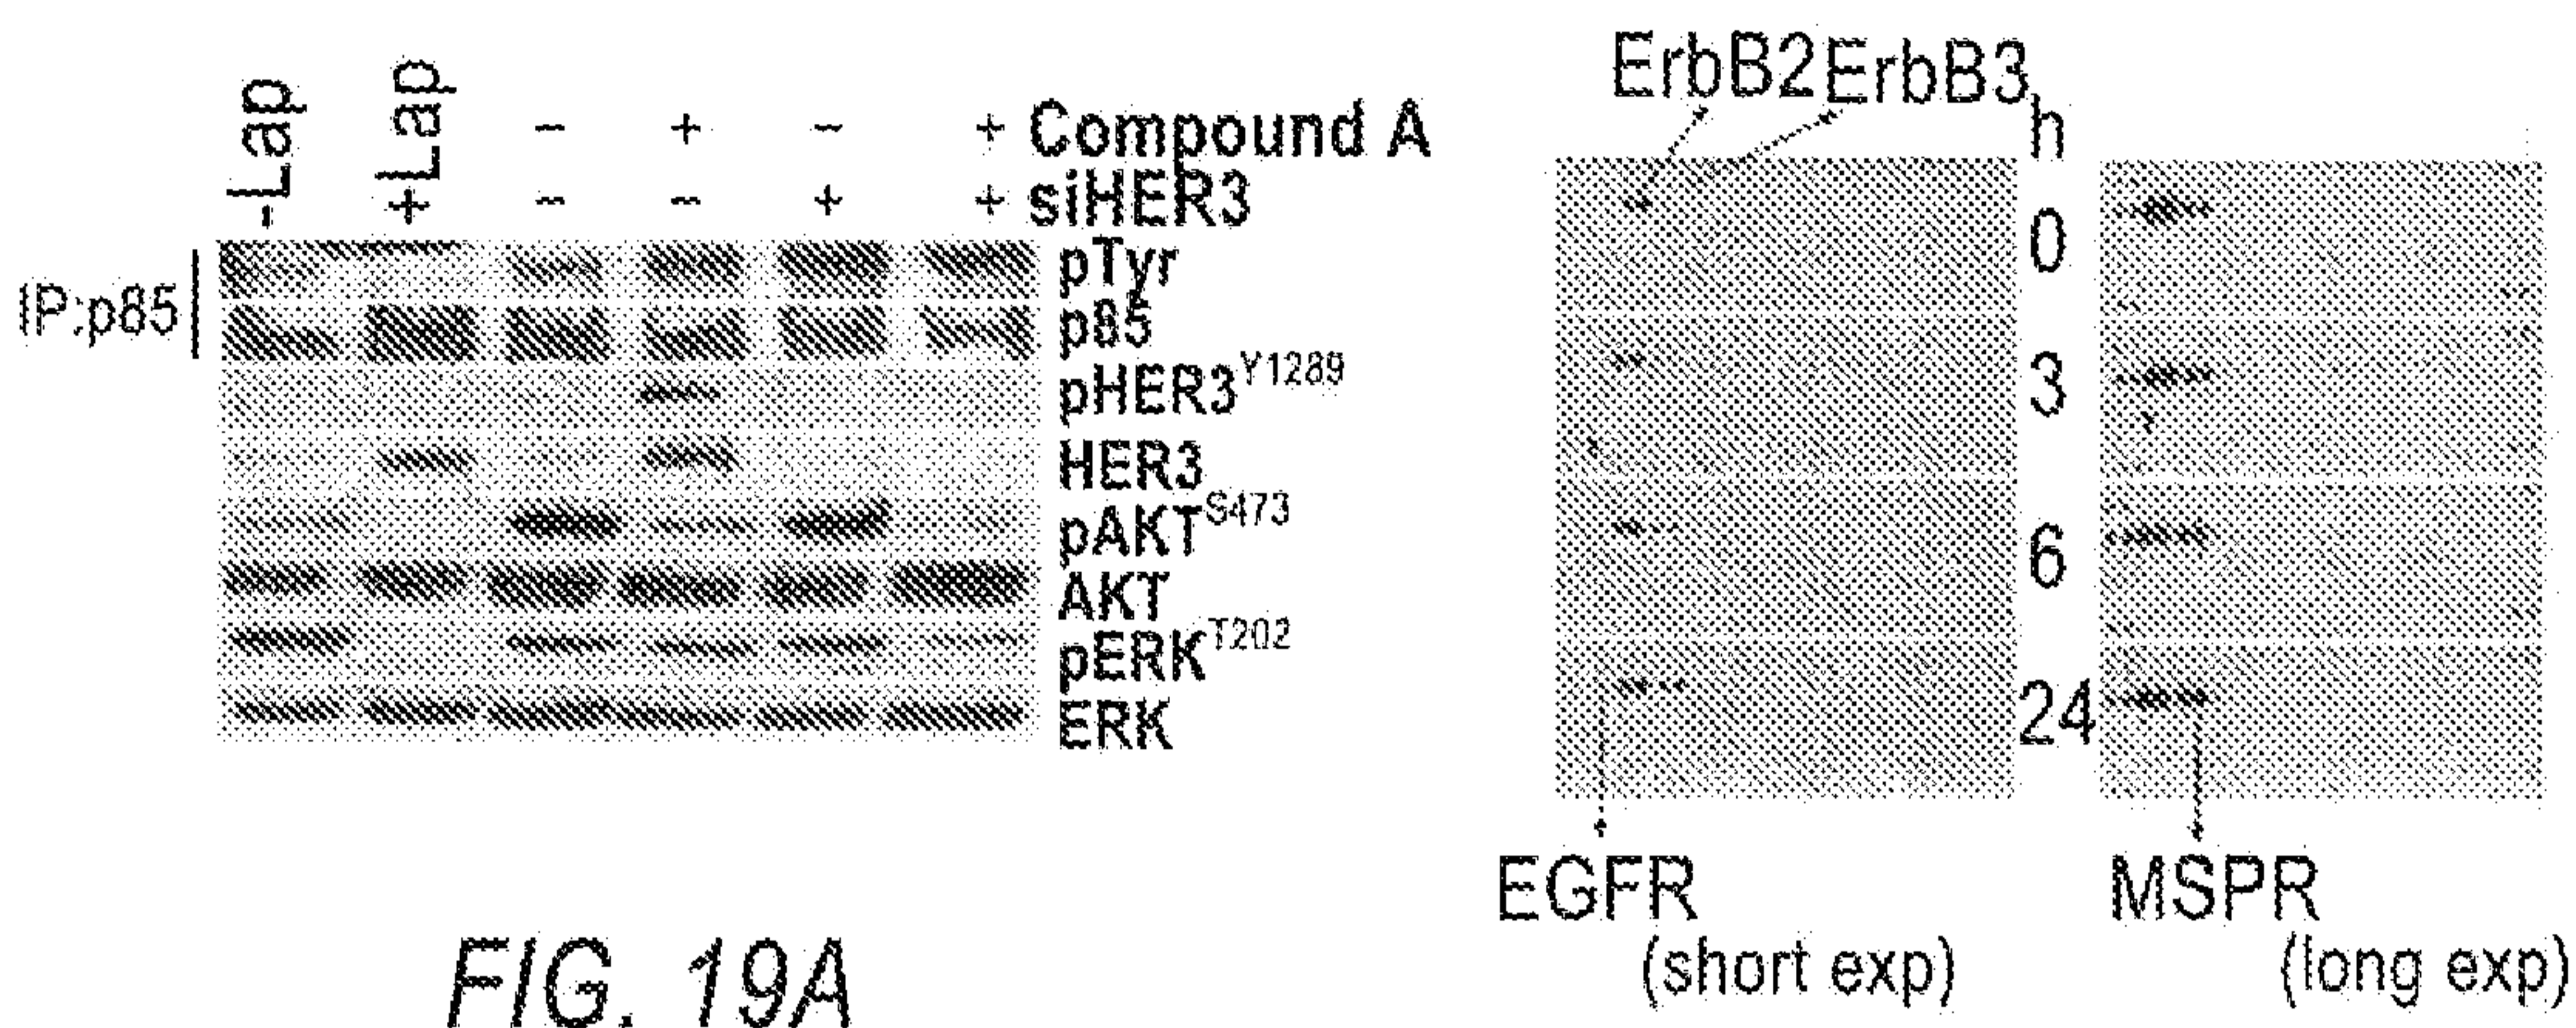 -Lap +Lap - + - + Compound A
- - + + siHER3
IP:p85
pTyr
p85
pHER3Y1289
HER3
pAKTS473
AKT
pERKT202
ERK
FIG. 19A
ErbB2 ErbB3
h
0
3
6
24
EGFR
(short exp)
MSPR
(long exp)